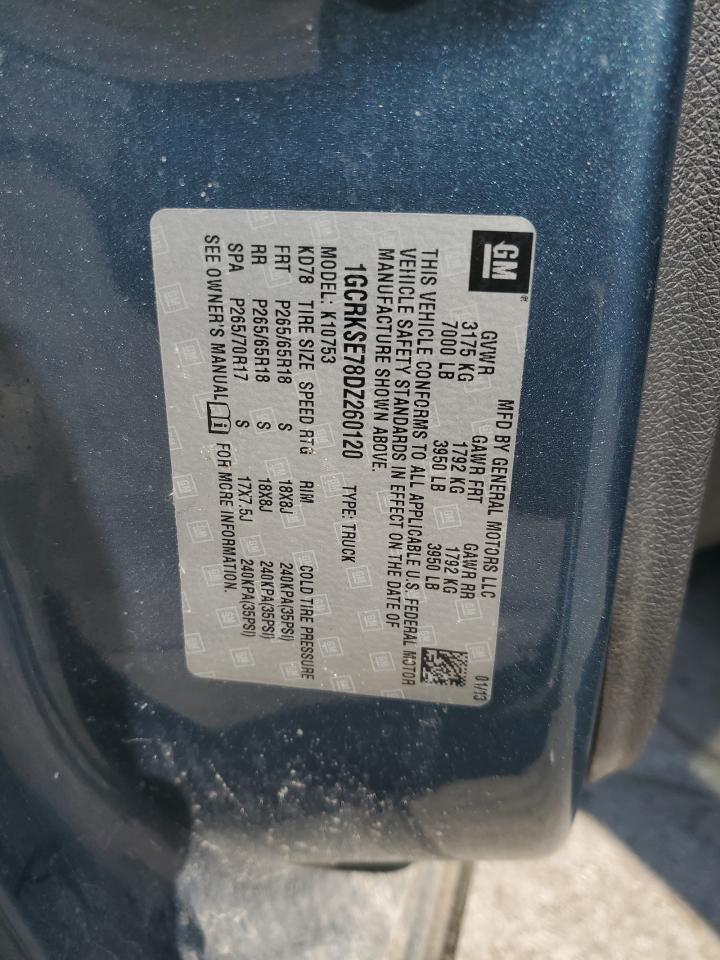 GM
MFD BY GENERAL MOTORS LLC 01/13
GVWR GAWR FRT GAWR RR
3175 KG 1792 KG 1792 KG
7000 LB 3950 LB 3950 LB
THIS VEHICLE CONFORMS TO ALL APPLICABLE U.S. FEDERAL MOTOR
VEHICLE SAFETY STANDARDS IN EFFECT ON THE DATE OF
MANUFACTURE SHOWN ABOVE.
1GCRKSE78DZ260120 TYPE: TRUCK
MODEL: K10753
KD78 TIRE SIZE SPEED RTG RIM COLD TIRE PRESSURE
FRT P265/65R18 S 18X8J 240KPA(35PSI)
RR P265/65R18 S 18X8J 240KPA(35PSI)
SPA P265/70R17 S 17X7.5J 240KPA(35PSI)
SEE OWNER'S MANUAL i FOR MORE INFORMATION.